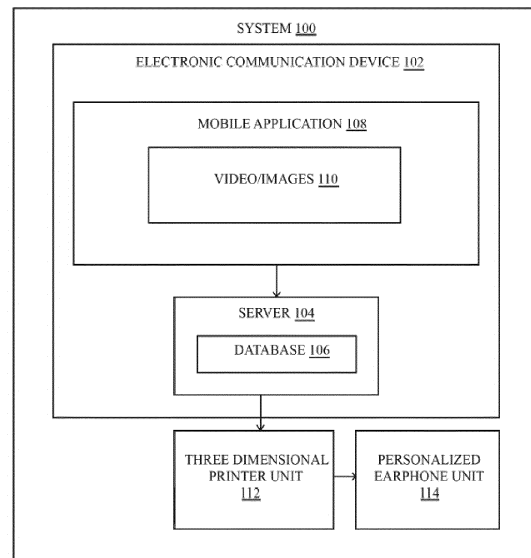 SYSTEM 100
ELECTRONIC COMMUNICATION DEVICE 102
MOBILE APPLICATION 108
VIDEO/IMAGES 110
SERVER 104
DATABASE 106
THREE DIMENSIONAL
PRINTER UNIT
112
PERSONALIZED
EARPHONE UNIT
114